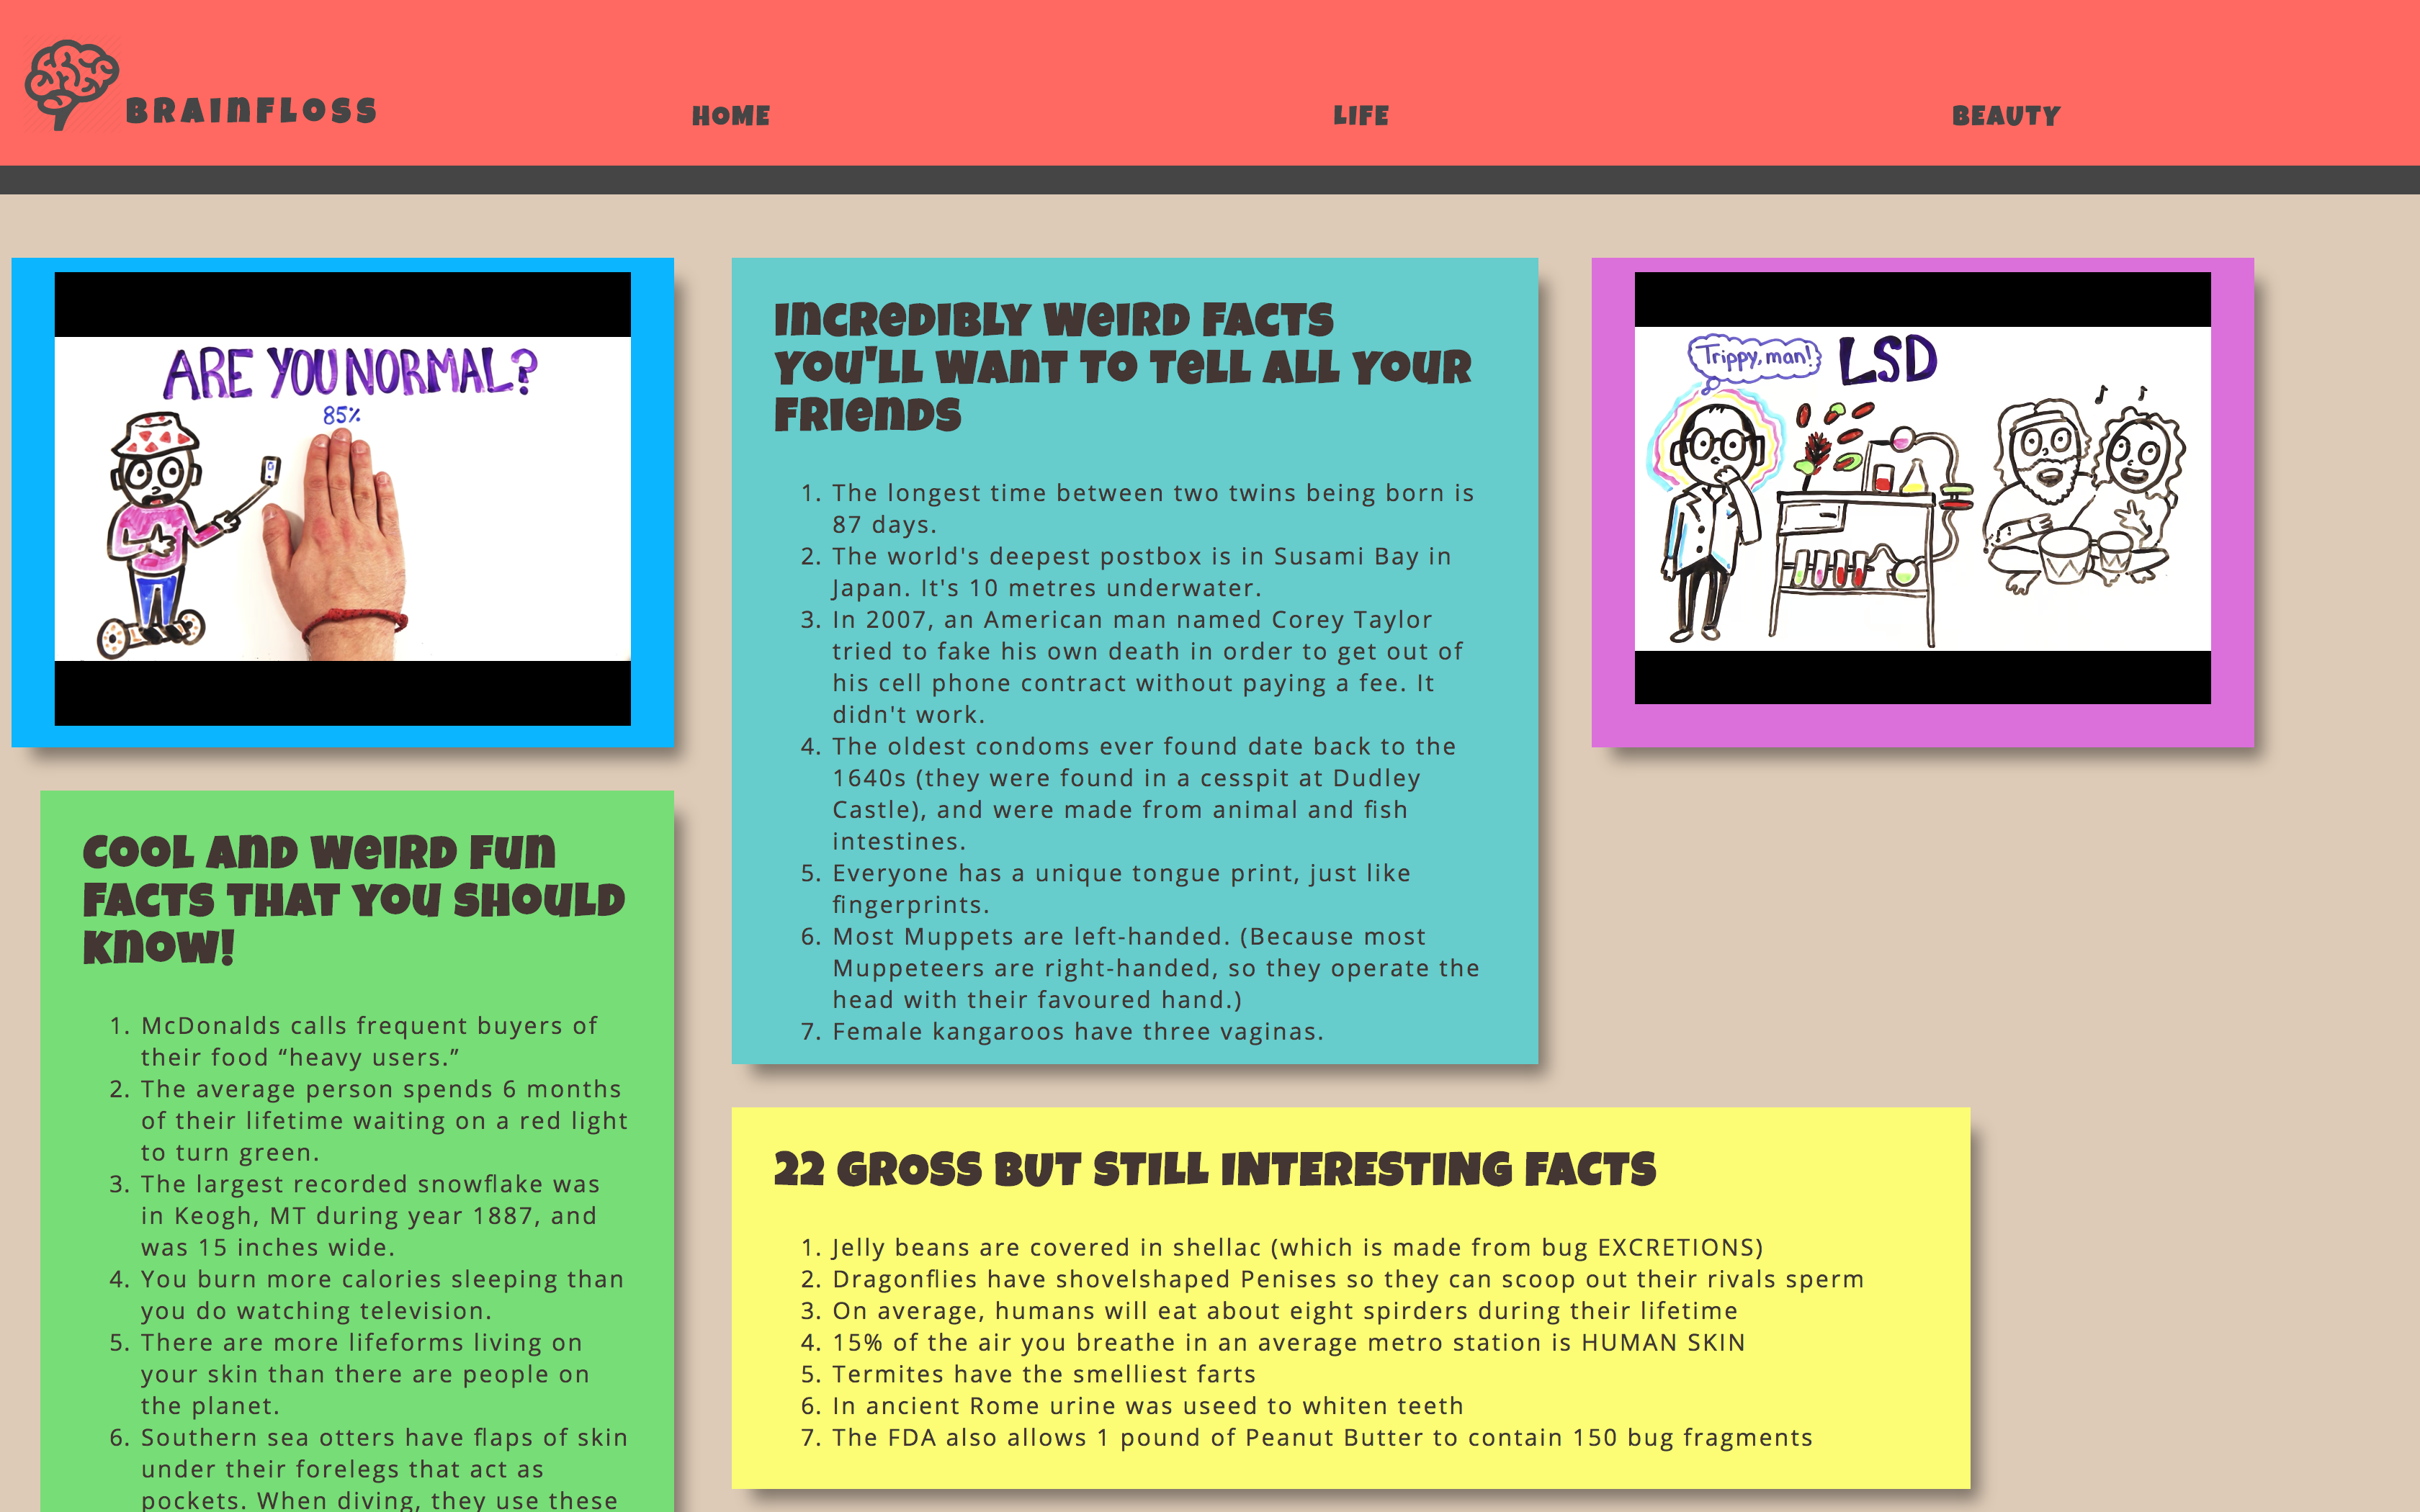 BRAINFLOSS
HOME
LIFE
BEAUTY
ARE YOU NORMAL?
85%
INCREDIBLY WEIRD FACTS
YOU'LL WANT TO TELL ALL YOUR
FRIENDS
1. The longest time between two twins being born is
87 days.
2. The world's deepest postbox is in Susami Bay in
Japan. It's 10 metres underwater.
3. In 2007, an American man named Corey Taylor
tried to fake his own death in order to get out of
his cell phone contract without paying a fee. It
didn't work.
4. The oldest condoms ever found date back to the
1640s (they were found in a cesspit at Dudley
Castle), and were made from animal and fish
intestines.
5. Everyone has a unique tongue print, just like
fingerprints.
6. Most Muppets are left-handed. (Because most
Muppeteers are right-handed, so they operate the
head with their favoured hand.)
7. Female kangaroos have three vaginas.
Trippy, man!
LSD
COOL AND WEIRD FUN
FACTS THAT YOU SHOULD
KNOW!
1. McDonalds calls frequent buyers of
their food “heavy users.”
2. The average person spends 6 months
of their lifetime waiting on a red light
to turn green.
3. The largest recorded snowflake was
in Keogh, MT during year 1887, and
was 15 inches wide.
4. You burn more calories sleeping than
you do watching television.
5. There are more lifeforms living on
your skin than there are people on
the planet.
6. Southern sea otters have flaps of skin
under their forelegs that act as
pockets. When diving, they use these
22 GROSS BUT STILL INTERESTING FACTS
1. Jelly beans are covered in shellac (which is made from bug EXCRETIONS)
2. Dragonflies have shovelshaped Penises so they can scoop out their rivals sperm
3. On average, humans will eat about eight spirders during their lifetime
4. 15% of the air you breathe in an average metro station is HUMAN SKIN
5. Termites have the smelliest farts
6. In ancient Rome urine was useed to whiten teeth
7. The FDA also allows 1 pound of Peanut Butter to contain 150 bug fragments